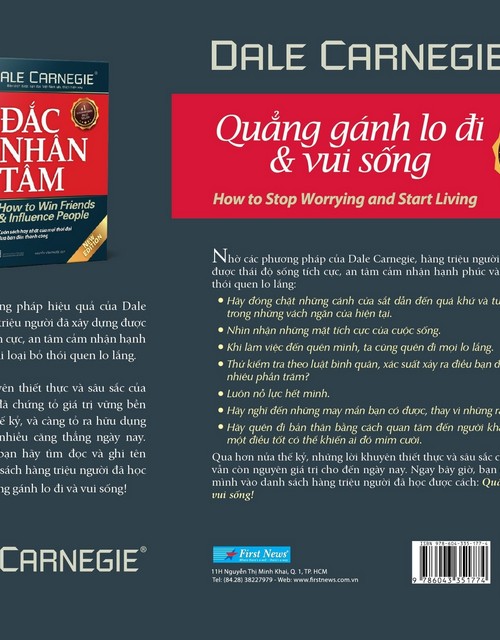 ALE CARNEGIE®
ĐẮC
NHÂN
TÂM
How to Win Friends
& Influence People
NEW EDITION
ng pháp hiệu quả của Dale
triệu người đã xây dựng được
h cực, an tâm cảm nhận hạnh
i loại bỏ thói quen lo lắng.
yên thiết thực và sâu sắc của
đã chứng tỏ giá trị vững bền
hế kỷ, và càng tỏ ra hữu dụng
nhiều căng thẳng ngày nay.
bạn hãy tìm đọc và ghi tên
sách hàng triệu người đã học
ng gánh lo đi và vui sống!
CARNEGIE®
DALE CARNEGIE
Quẳng gánh lo đi
& vui sống
How to Stop Worrying and Start Living
Nhờ các phương pháp của Dale Carnegie, hàng triệu người
được thái độ sống tích cực, an tâm cảm nhận hạnh phúc và
thói quen lo lắng:
• Hãy đóng chặt những cánh cửa sắt dẫn đến quá khứ và tư
trong những vách ngăn của hiện tại.
• Nhìn nhận những mặt tích cực của cuộc sống.
• Khi làm việc đến quên mình, ta cũng quên đi mọi lo lắng.
• Thử kiểm tra theo luật bình quân, xác suất xảy ra điều bạn đ
nhiêu phần trăm?
• Luôn nỗ lực hết mình.
• Hãy nghĩ đến những may mắn bạn có được, thay vì những rắ
• Hãy quên đi bản thân bằng cách quan tâm đến người khá
một điều tốt có thể khiến ai đó mỉm cười.
Qua hơn nửa thế kỷ, những lời khuyên thiết thực và sâu sắc c
vẫn còn nguyên giá trị cho đến ngày nay. Ngay bây giờ, bạn
mình vào danh sách hàng triệu người đã học được cách: Quẳ
vui sống!
First News®
11H Nguyễn Thị Minh Khai, Q. 1, TP. HCM
Tel: (84.28) 38227979 - Web: www.firstnews.com.vn
ISBN 978-604-335-177-4
9 786043 351774